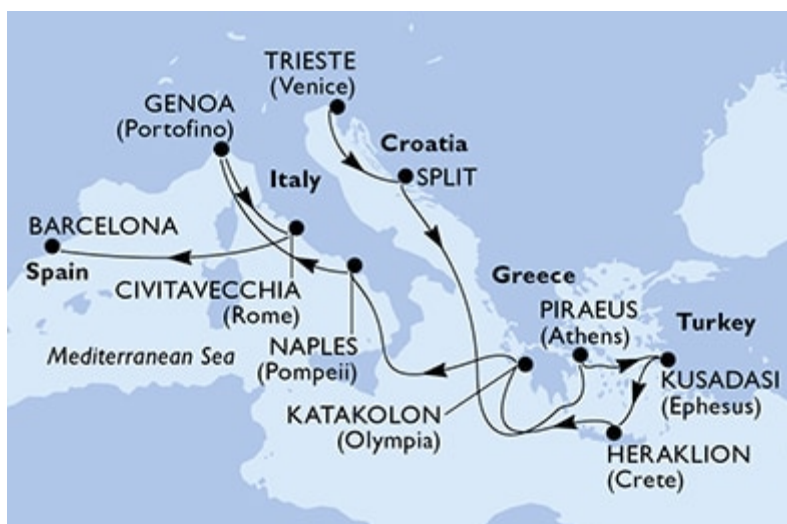 TRIESTE
(Venice)
GENOA
(Portofino)
Croatia
SPLIT
Italy
BARCELONA
Spain
CIVITAVECCHIA
(Rome)
Greece
PIRAEUS
(Athens)
Turkey
Mediterranean Sea
NAPLES
(Pompeii)
KUSADASI
(Ephesus)
KATAKOLON
(Olympia)
HERAKLION
(Crete)